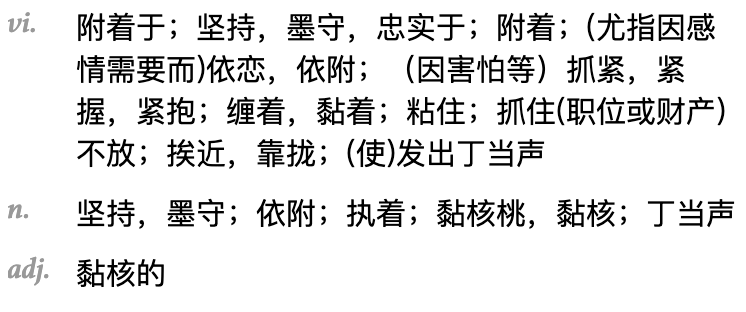 vi. 附着于；坚持，墨守，忠实于；附着；(尤指因感
情需要而)依恋，依附；（因害怕等）抓紧，紧
握，紧抱；缠着，黏着；粘住；抓住(职位或财产)
不放；挨近，靠拢；(使)发出丁当声
n. 坚持，墨守；依附；执着；黏核桃，黏核；丁当声
adj. 黏核的